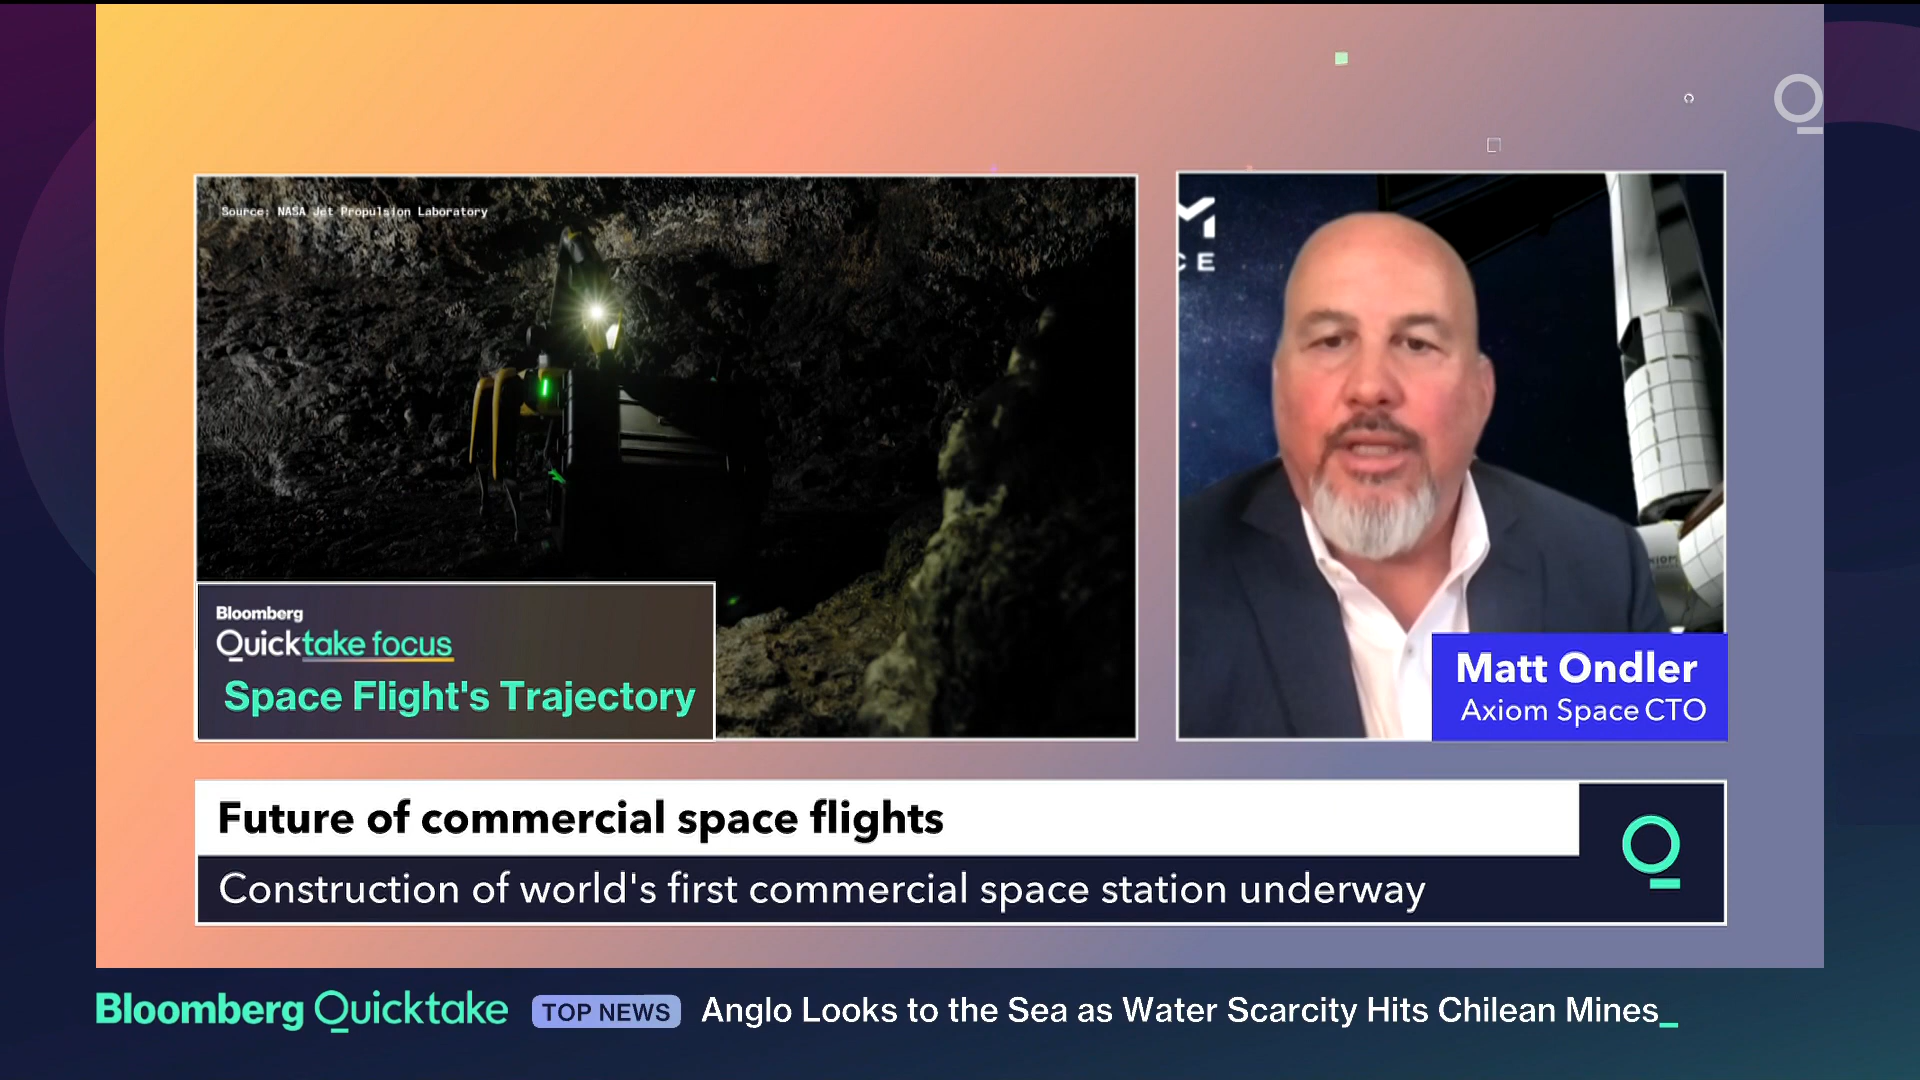 Source: NASA Jet Propulsion Laboratory
M
CE
Bloomberg
Quicktake focus
Space Flight's Trajectory
Matt Ondler
Axiom Space CTO
Future of commercial space flights
Construction of world's first commercial space station underway
Bloomberg Quicktake TOP NEWS Anglo Looks to the Sea as Water Scarcity Hits Chilean Mines_